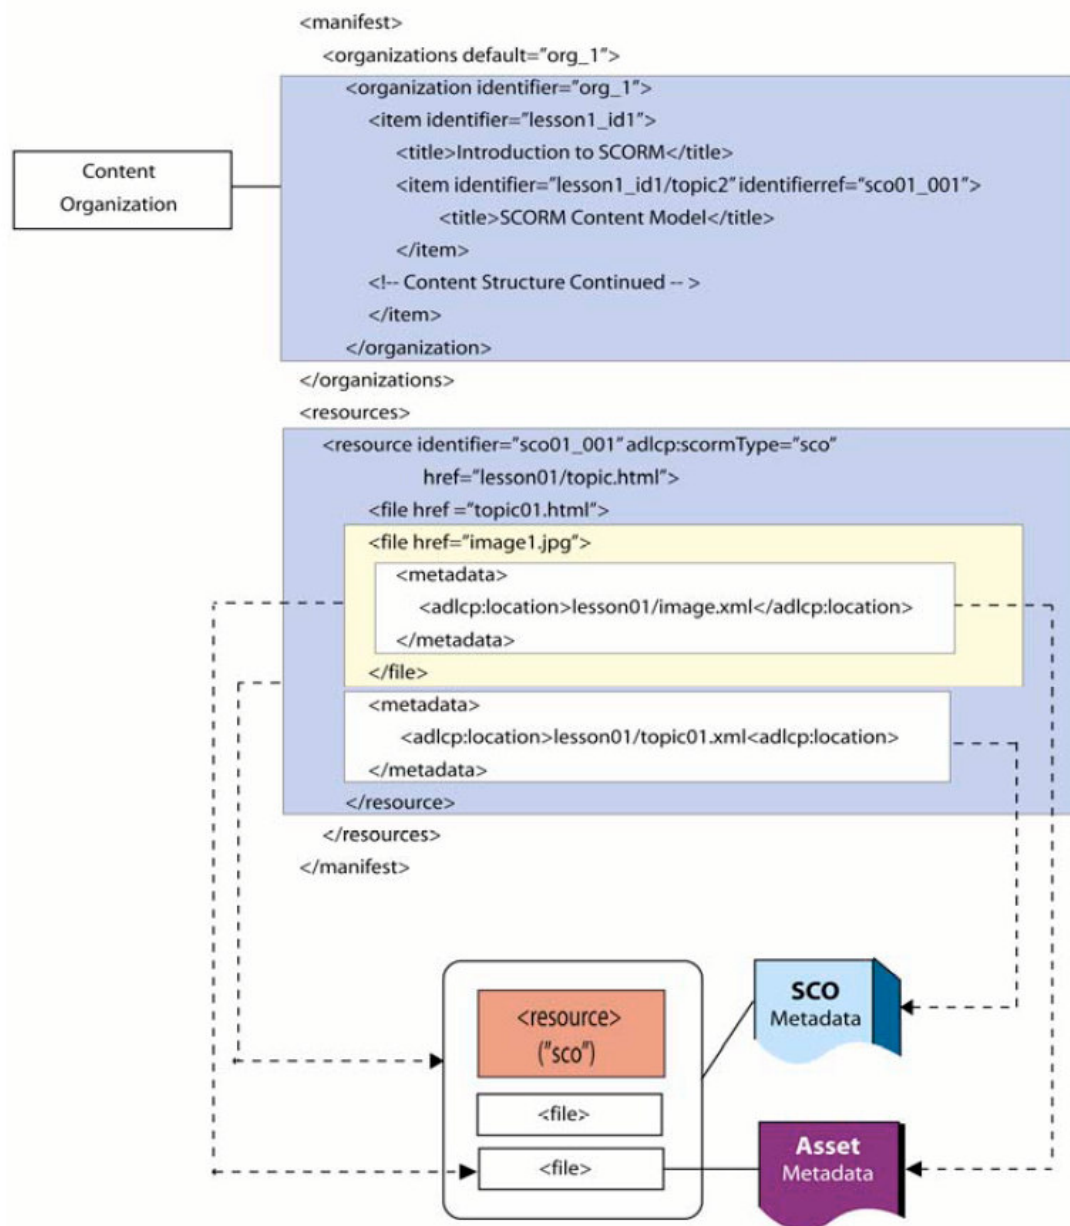 <manifest>
<organizations default="org_1">
<organization identifier="org_1">
<item identifier="lesson1_id1">
<title>Introduction to SCORM</title>
<item identifier="lesson1_id1/topic2" identifierref="sco01_001">
<title>SCORM Content Model</title>
</item>
<!-- Content Structure Continued -- >
</item>
</organization>
</organizations>
Content
Organization
<resources>
<resource identifier="sco01_001" adlcp:scormType="sco"
href="lesson01/topic.html">
<file href ="topic01.html">
<file href="image1.jpg">
<metadata>
<adlcp:location>lesson01/image.xml</adlcp:location>
</metadata>
</file>
<metadata>
<adlcp:location>lesson01/topic01.xml<adlcp:location>
</metadata>
</resource>
</resources>
</manifest>
<resource>
("sco")
<file>
<file>
SCO
Metadata
Asset
Metadata